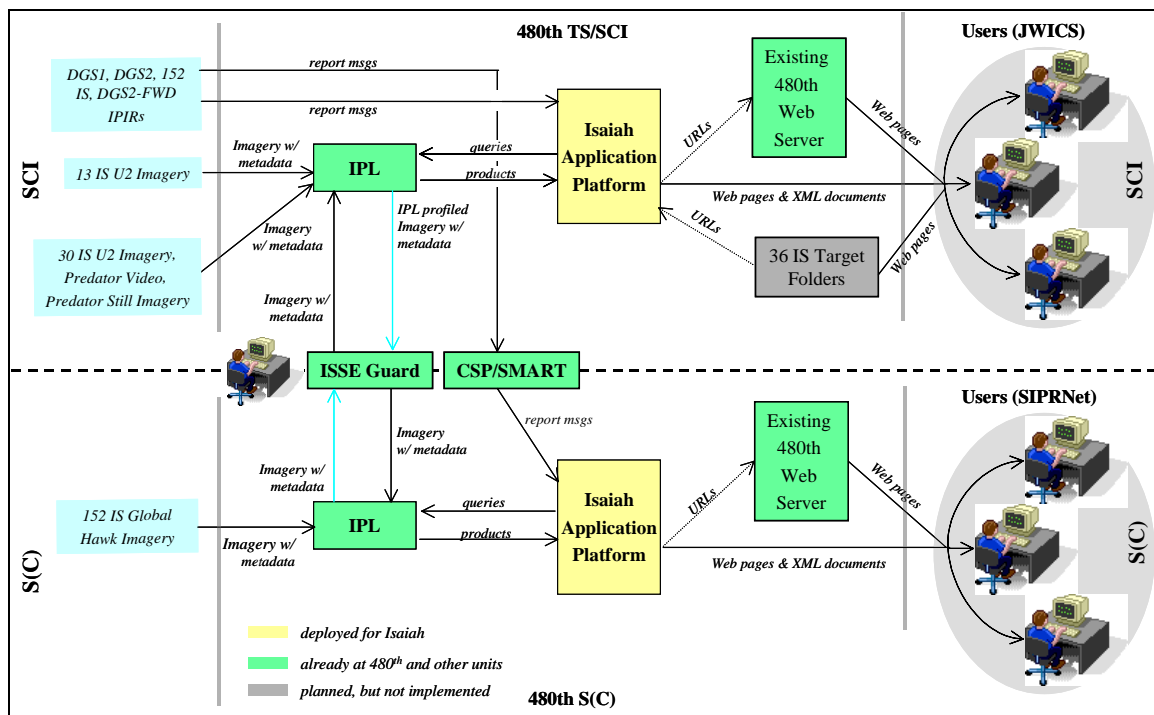 480th TS/SCI
Users (JWICS)
DGS1, DGS2, 152
IS, DGS2-FWD
IPIRs
report msgs
report msgs
13 IS U2 Imagery
Imagery w/
metadata
30 IS U2 Imagery,
Predator Video,
Predator Still Imagery
Imagery
w/ metadata
IPL
queries
products
Isaiah
Application
Platform
IPL profiled
Imagery w/
metadata
Imagery w/
metadata
URLs
Existing
480th
Web
Server
Web pages
Web pages & XML documents
URLs
36 IS Target
Folders
Web pages
SCI
SCI
ISSE Guard
CSP/SMART
Users (SIPRNet)
report msgs
Imagery
w/ metadata
Imagery w/
metadata
152 IS Global
Hawk Imagery
Imagery w/
metadata
IPL
queries
products
Isaiah
Application
Platform
URLs
Existing
480th
Web
Server
Web pages
Web pages & XML documents
S(C)
S(C)
deployed for Isaiah
already at 480th and other units
planned, but not implemented
480th S(C)